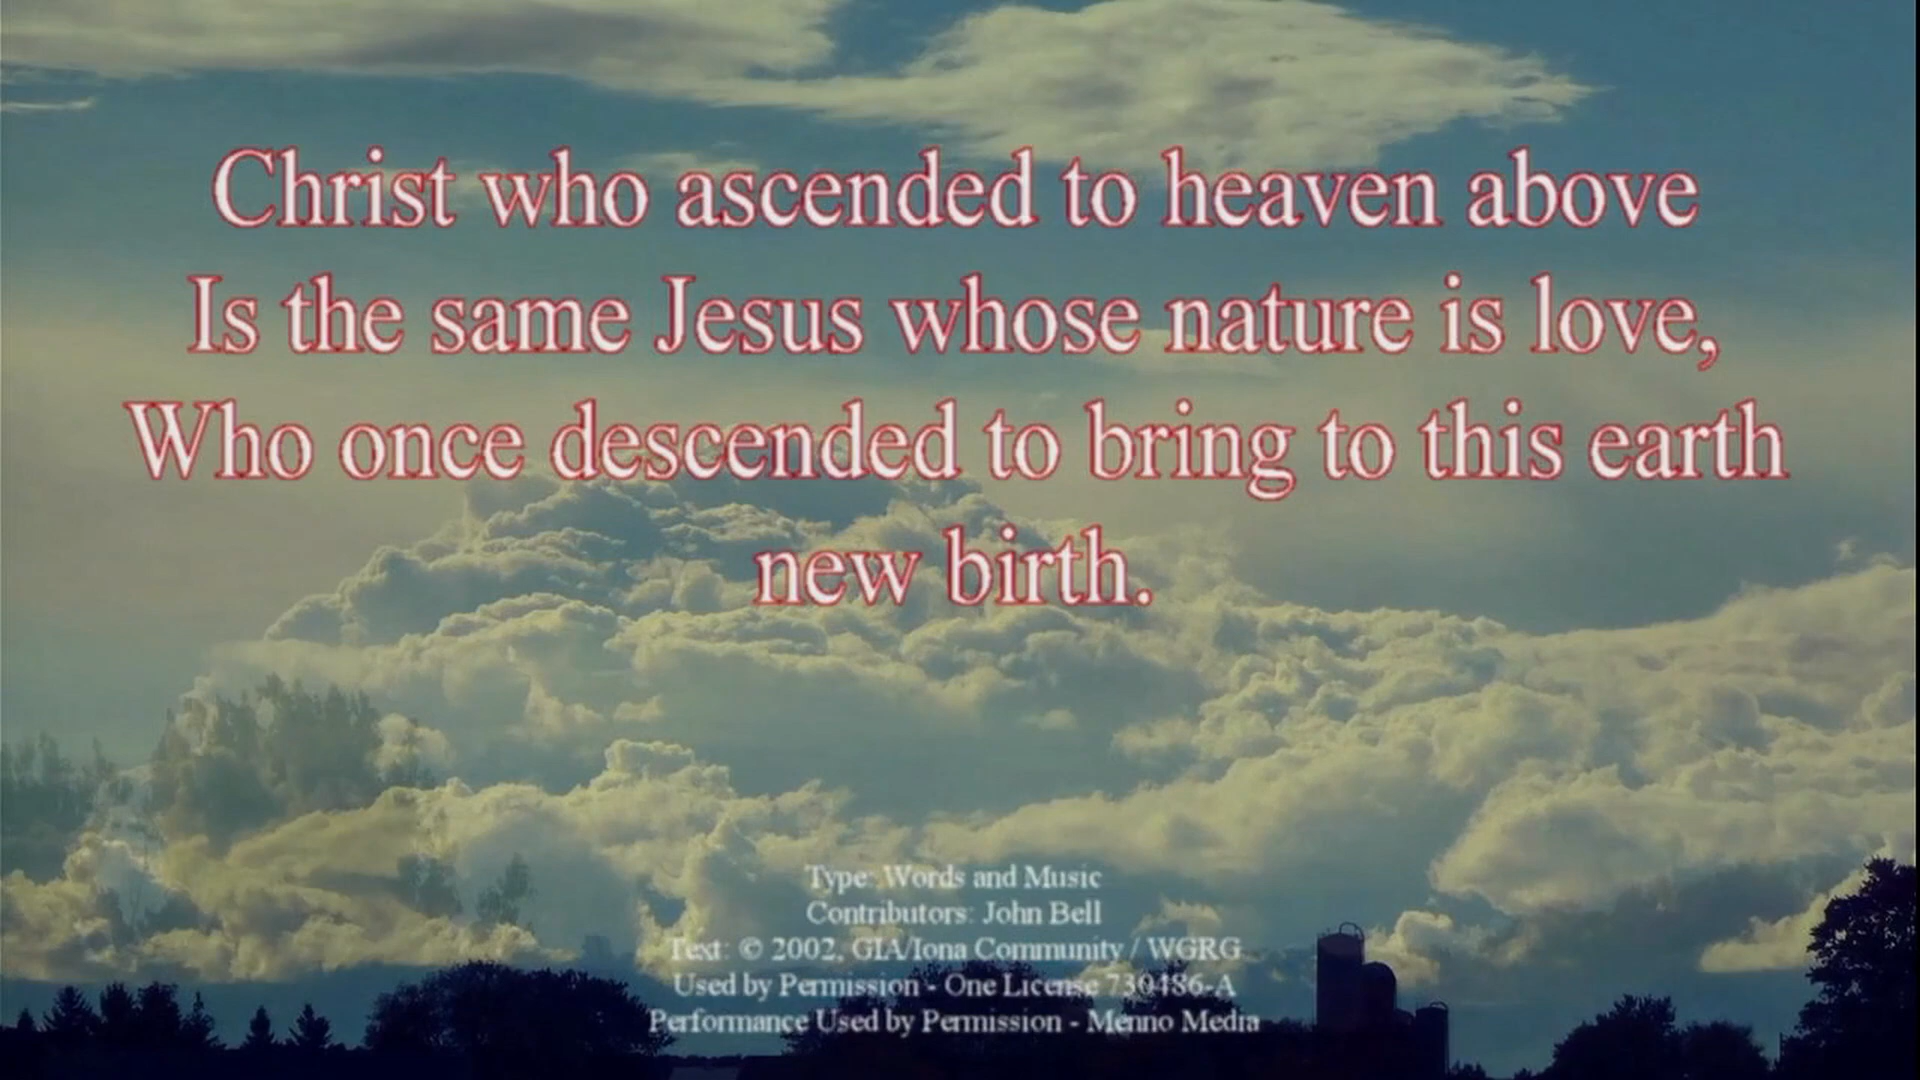 Christ who ascended to heaven above
Is the same Jesus whose nature is love,
Who once descended to bring to this earth
new birth.
Type: Words and Music
Contributors: John Bell
Text: © 2002, GIA/Iona Community / WGRG
Used by Permission - One License 730486-A
Performance Used by Permission - Menno Media